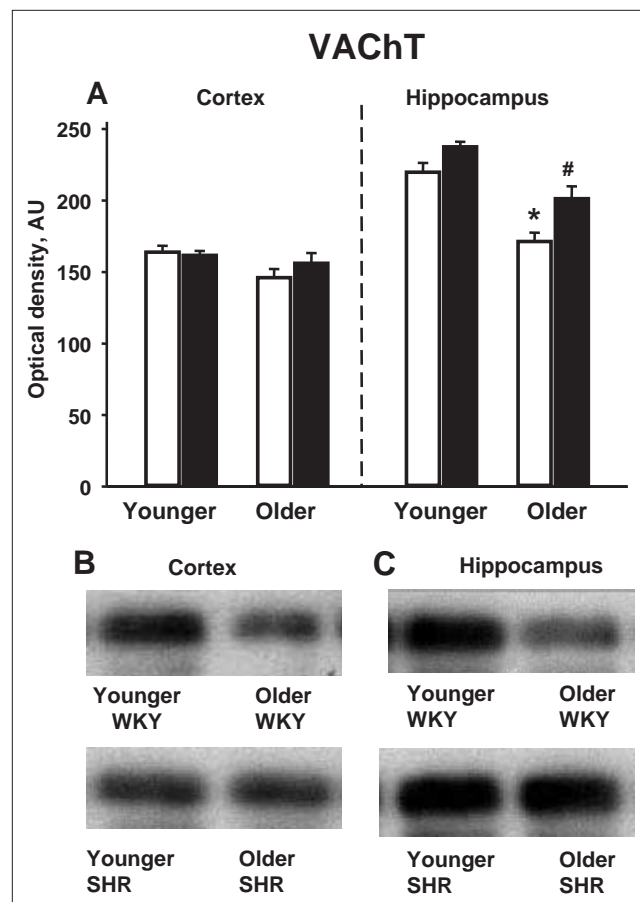 VAChT
A
Cortex
Hippocampus
Optical density, AU
250
200
150
100
50
0
*
#
Younger Older Younger Older
B
Cortex
C
Hippocampus
Younger Older Younger Older
WKY WKY WKY WKY
Younger Older Younger Older
SHR SHR SHR SHR